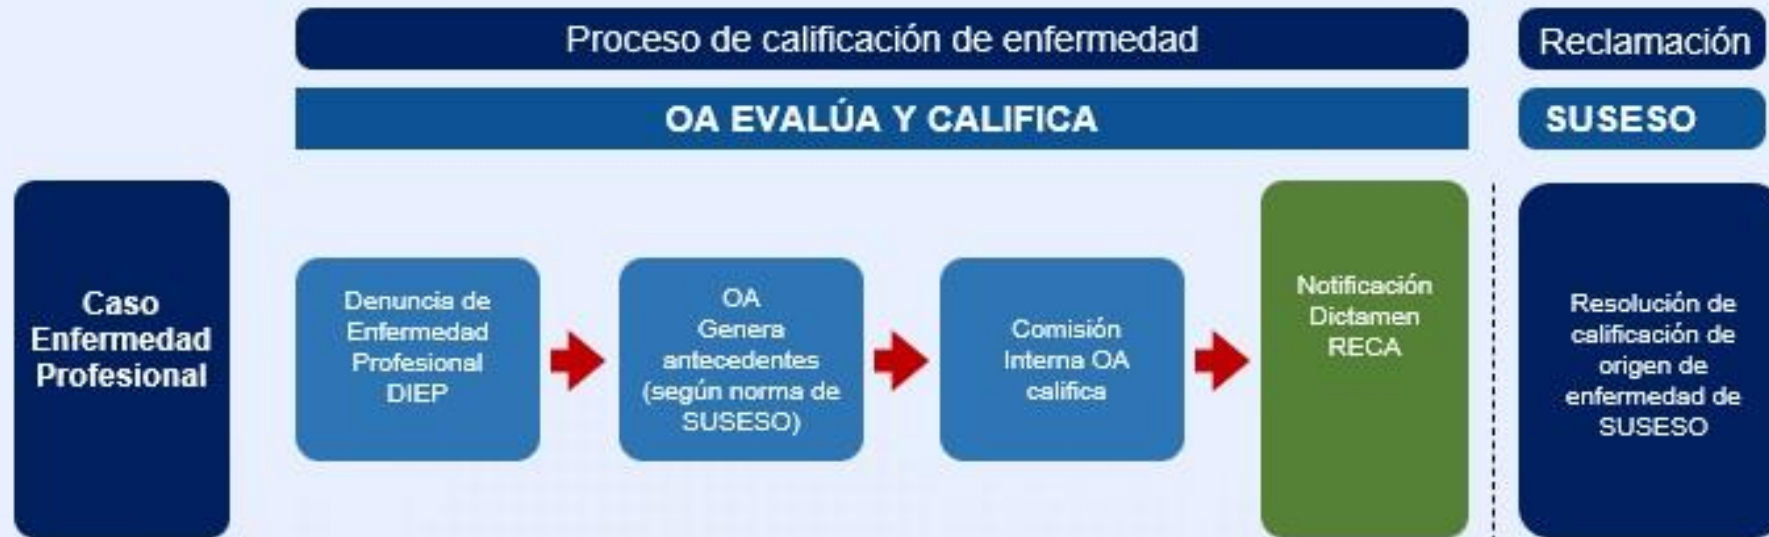 Proceso de calificación de enfermedad
Reclamación
OA EVALÚA Y CALIFICA
SUSESO
Caso
Enfermedad
Profesional
Denuncia de
Enfermedad
Profesional
DIEP
OA
Genera
antecedentes
(según norma de
SUSESO)
Comisión
Interna OA
califica
Notificación
Dictamen
RECA
Resolución de
calificación de
origen de
enfermedad de
SUSESO